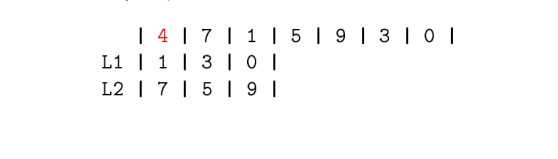 | 4 | 7 | 1 | 5 | 9 | 3 | 0 |
L1 | 1 | 3 | 0 |
L2 | 7 | 5 | 9 |